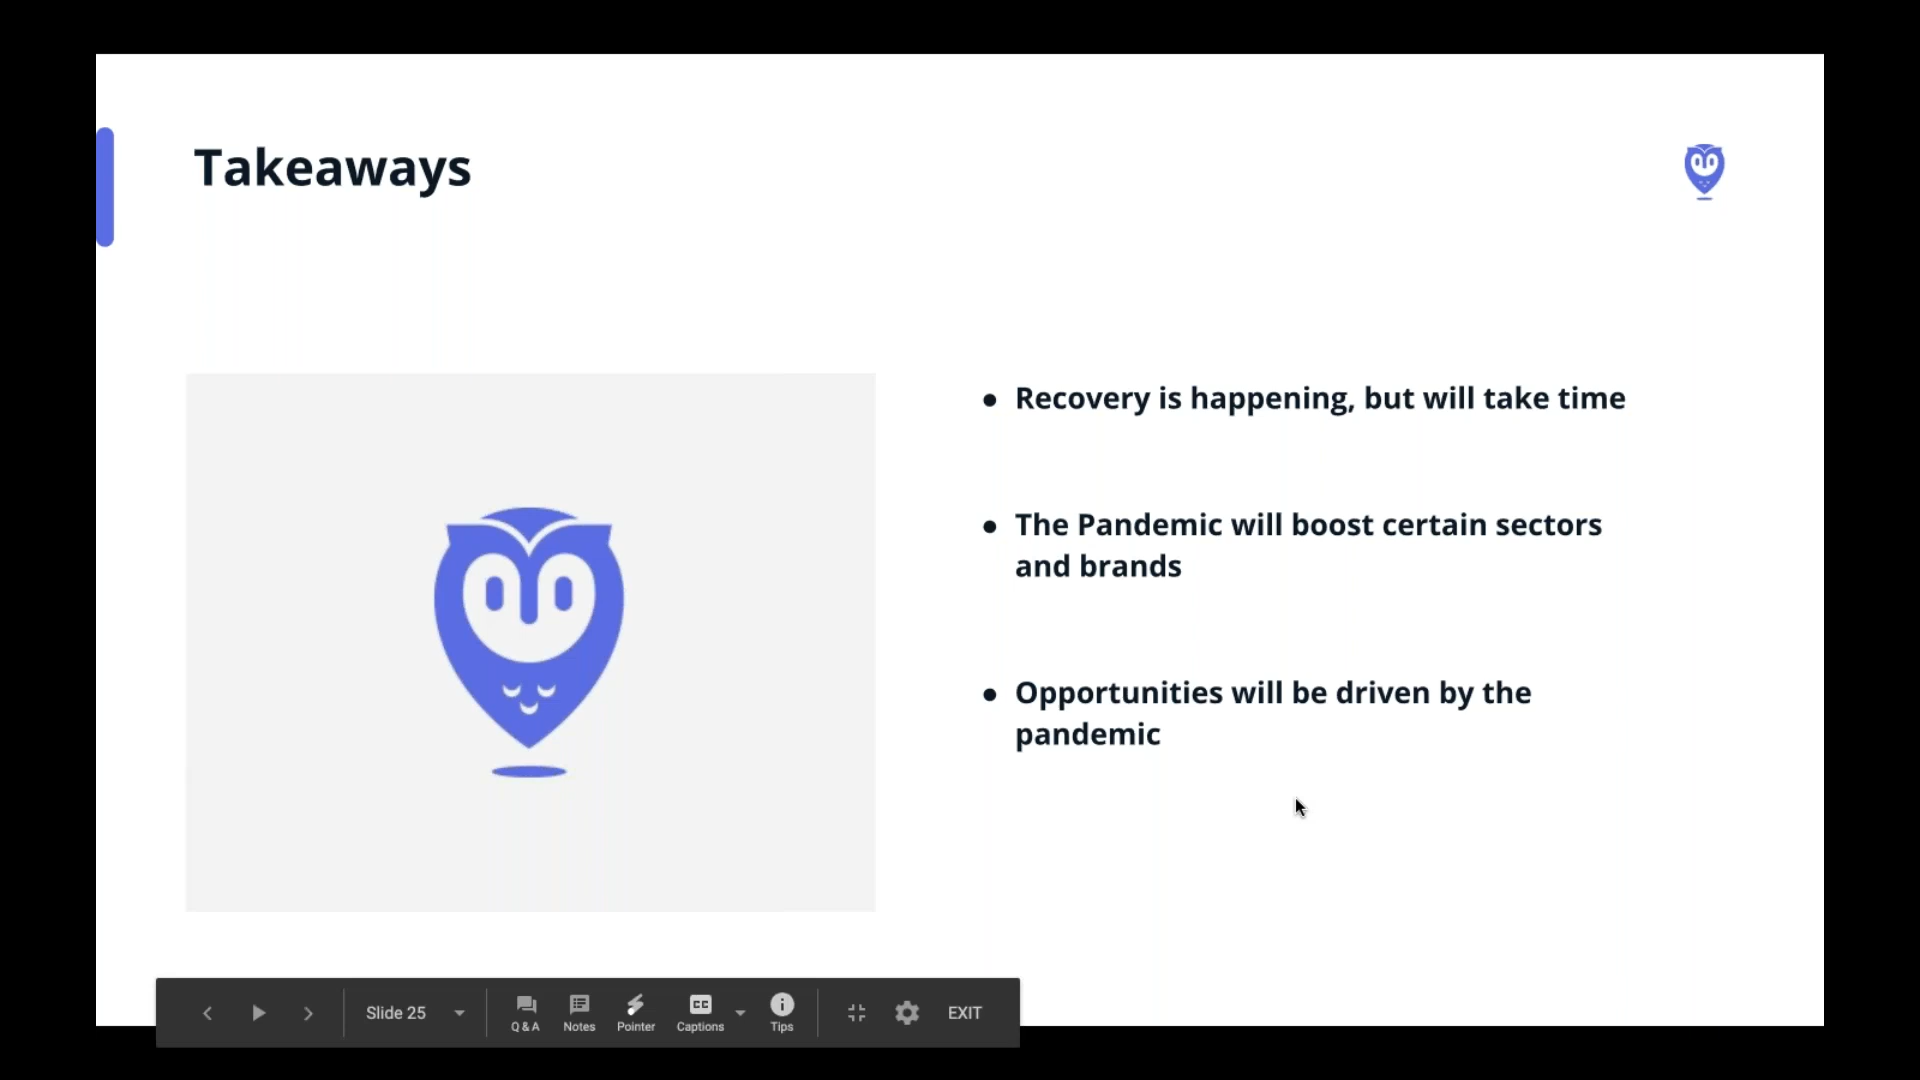 Takeaways
● Recovery is happening, but will take time
● The Pandemic will boost certain sectors
and brands
● Opportunities will be driven by the
pandemic
Slide 25
Q & A
Notes
Pointer
CC
Captions
Tips
EXIT